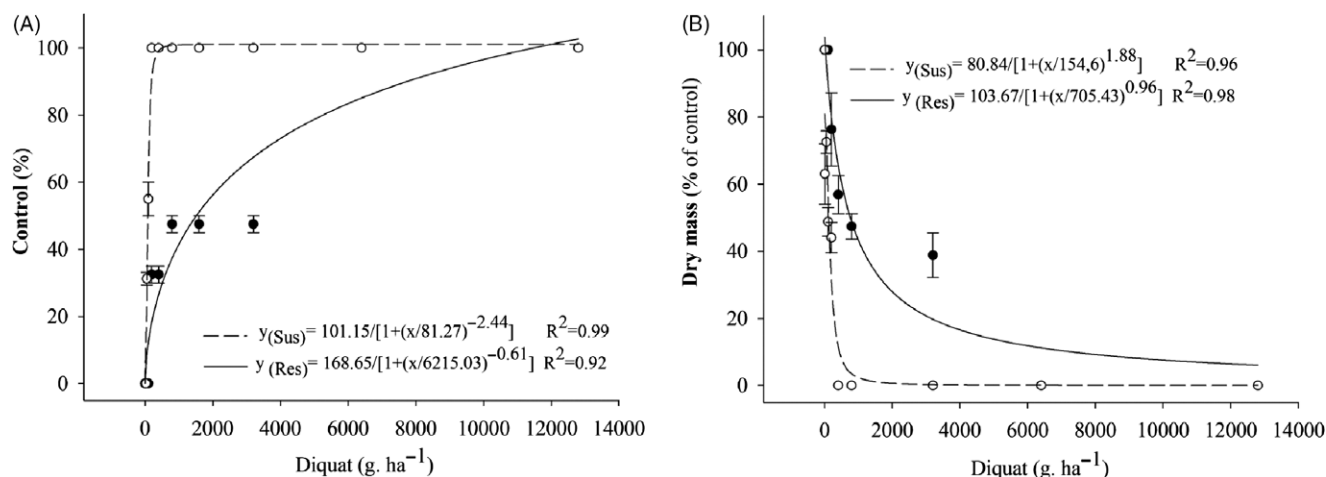 (A)
100
80
60
40
20
0
Control (%)
y(Sus)= 101.15/[1+(x/81.27)−2.44] R2=0.99
y (Res)= 168.65/[1+(x/6215.03)−0.61] R2=0.92
0 2000 4000 6000 8000 10000 12000 14000
Diquat (g. ha−1)
(B)
100
80
60
40
20
0
Dry mass (% of control)
y(Sus)= 80.84/[1+(x/154,6)1.88] R2=0.96
y (Res)= 103.67/[1+(x/705.43)0.96] R2=0.98
0 2000 4000 6000 8000 10000 12000 14000
Diquat (g. ha−1)